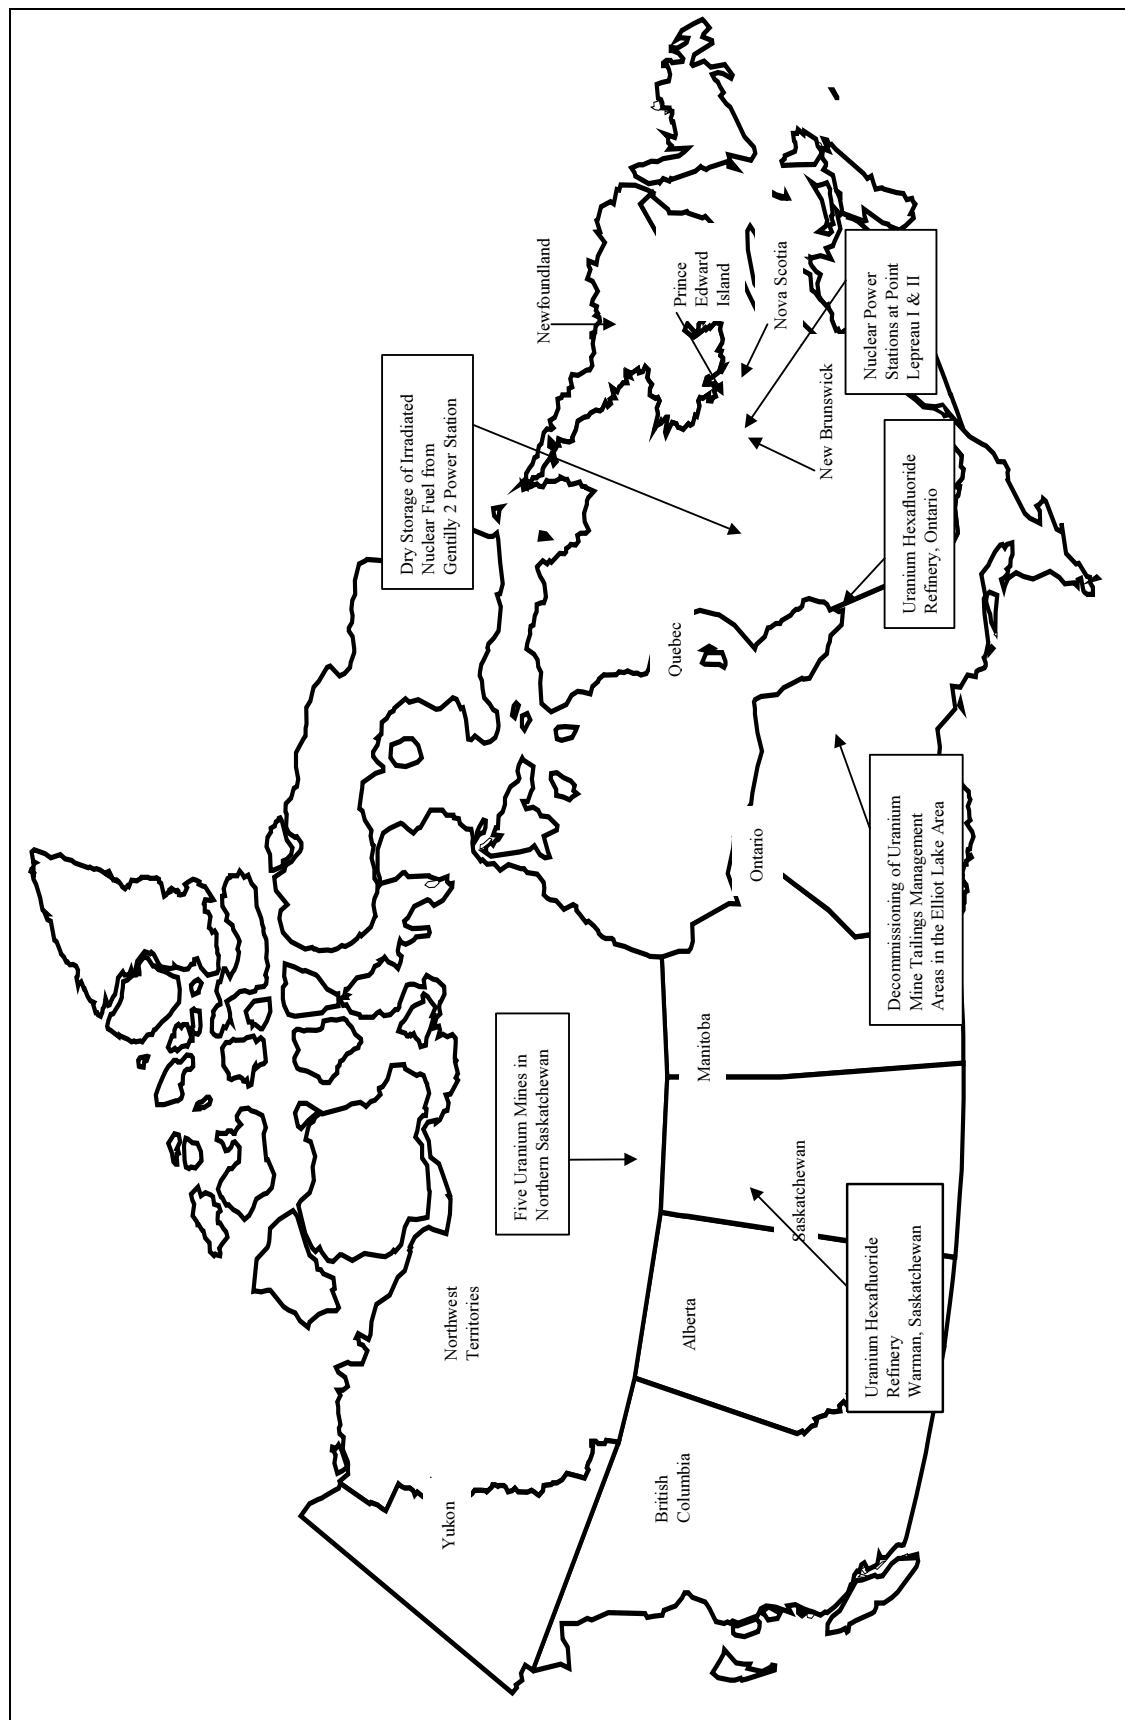 Newfoundland
Dry Storage of Irradiated
Nuclear Fuel from
Gentilly 2 Power Station
Prince
Edward
Island
Nova Scotia
New Brunswick
Nuclear Power
Stations at Point
Lepreau I & II
Uranium Hexafluoride
Refinery, Ontario
Quebec
Ontario
Decommissioning of Uranium
Mine Tailings Management
Areas in the Elliot Lake Area
Manitoba
Five Uranium Mines in
Northern Saskatchewan
Saskatchewan
Uranium Hexafluoride
Refinery
Warman, Saskatchewan
Alberta
Northwest
Territories
British
Columbia
Yukon